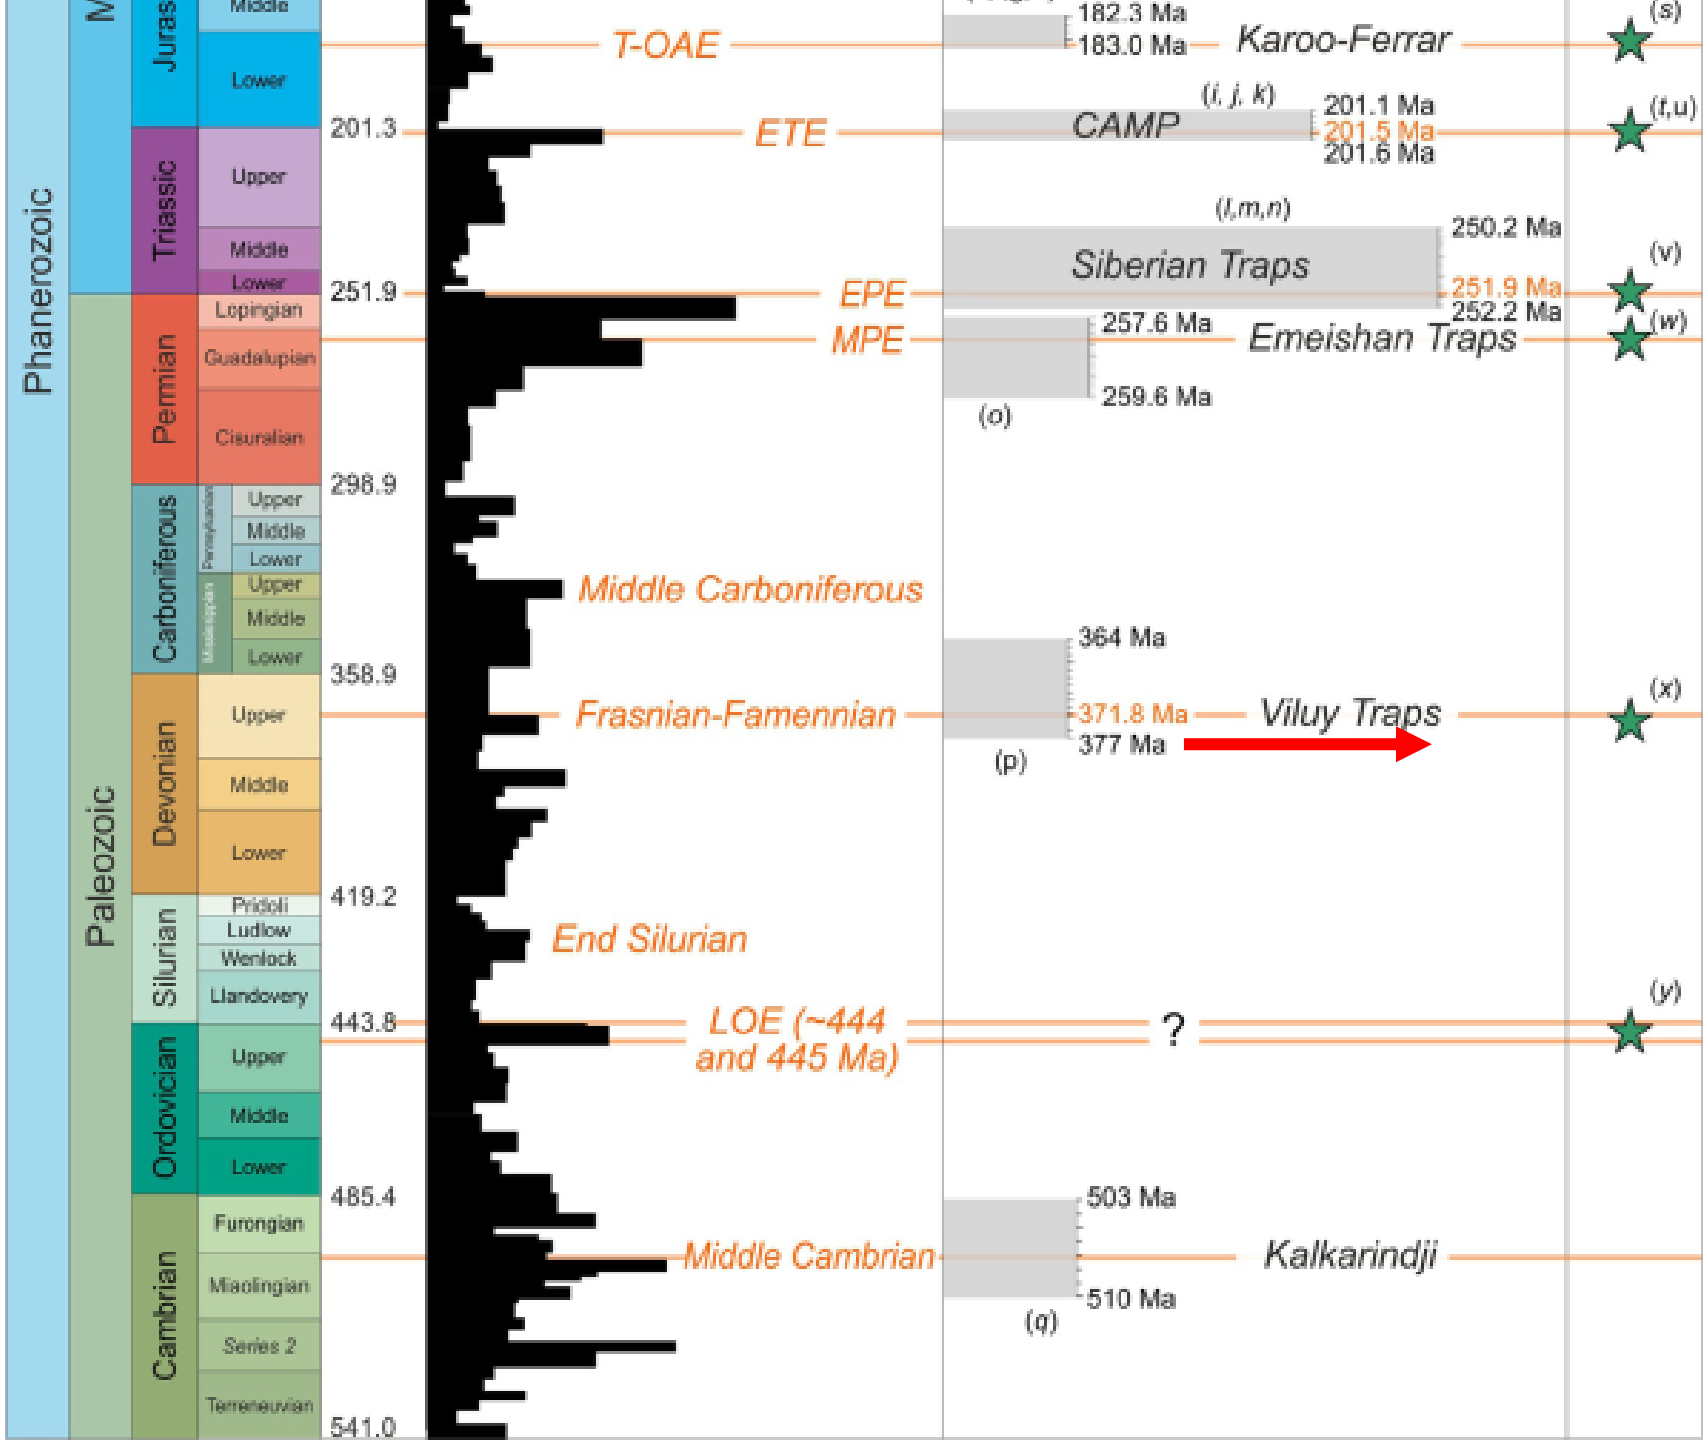 Phanerozoic
M
Paleozoic
Juras
Middle
Lower
201.3
Triassic
Upper
Middle
Lower
251.9
Permian
Lopingian
Guadalupian
Cisuralian
298.9
Carboniferous
Pennsylvanian
Upper
Middle
Lower
Mississippian
Upper
Middle
Lower
358.9
Devonian
Upper
Middle
Lower
419.2
Silurian
Pridoli
Ludlow
Wenlock
Llandovery
443.8
Ordovician
Upper
Middle
Lower
485.4
Cambrian
Furongian
Miaolingian
Series 2
Terreneuvian
541.0
T-OAE
ETE
EPE
MPE
Middle Carboniferous
Frasnian-Famennian
End Silurian
LOE (~444
and 445 Ma)
Middle Cambrian
182.3 Ma
183.0 Ma
Karoo-Ferrar
(s)
(i, j, k)
CAMP
201.1 Ma
201.5 Ma
201.6 Ma
(t,u)
(l,m,n)
Siberian Traps
250.2 Ma
251.9 Ma
252.2 Ma
(v)
257.6 Ma
Emeishan Traps
(w)
259.6 Ma
(o)
364 Ma
371.8 Ma
Viluy Traps
377 Ma
(x)
(p)
?
(y)
503 Ma
Kalkarindji
510 Ma
(q)